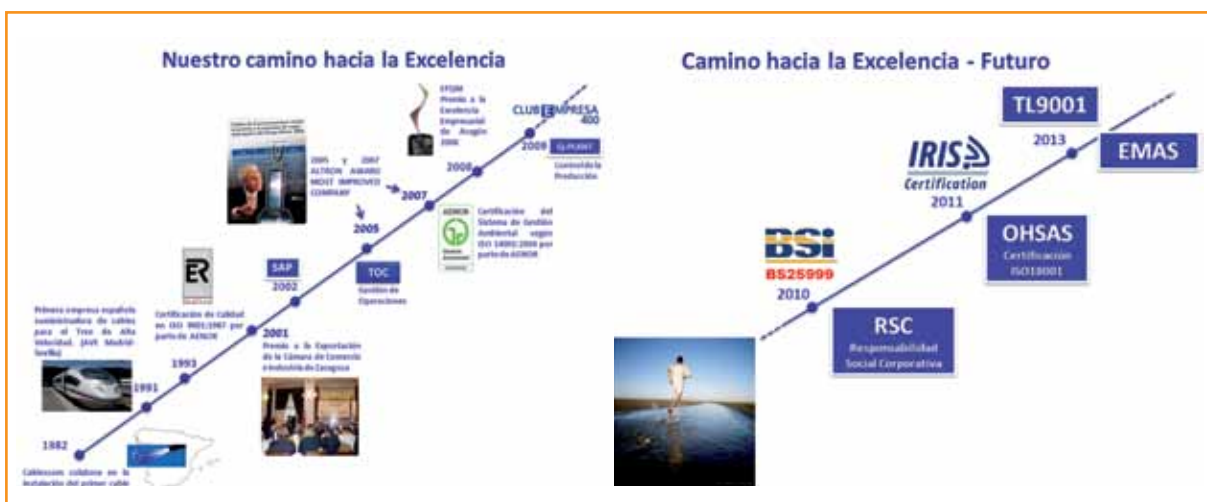 Nuestro camino hacia la Excelencia
EFQM
Premio a la
Excelencia
Empresarial
de Aragón
2008
CLUB EMPRESA
400
2009
Control de la
Producción
2008
2005 y 2007
ALTRON AWARD
MOST IMPROVED
COMPANY
2007
2005
AENOR
Certificación del
Sistema de Gestión
Ambiental según
por
parte de AENOR
ER
SAP
2002
TOC
Gestión de
Operaciones
Primera empresa española
suministradora de cables
para el Tren de Alta
Velocidad. (AVE Madrid-
Sevilla)
Certificación de Calidad
en ISO 9001:1987 por
parte de AENOR
2001
Premio a la Exportación
de la Cámara de Comercio
e Industria de Zaragoza
1993
1991
1982
colabora en la
instalación del primer cable
Camino hacia la Excelencia - Futuro
TL9001
2013
EMAS
IRIS
Certification
2011
OHSAS
Certificación
ISO18001
BSi
BS25999
2010
RSC
Responsabilidad
Social Corporativa